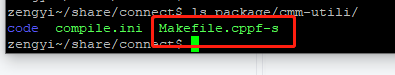 zengyi~/share/connect$ ls package/cmm-utili/
code compile.ini Makefile.cppf-s
zengyi~/share/connect$